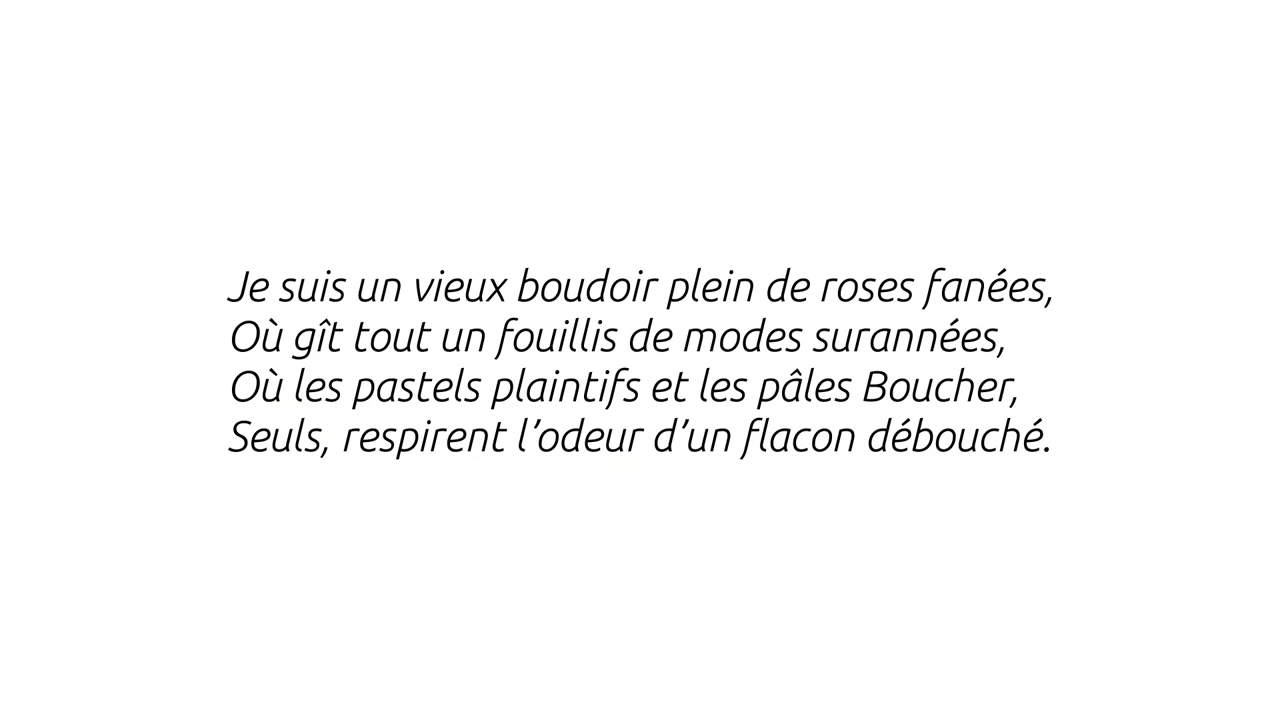 Je suis un vieux boudoir plein de roses fanées,
Où gît tout un fouillis de modes surannées,
Où les pastels plaintifs et les pâles Boucher,
Seuls, respirent l’odeur d’un flacon débouché.